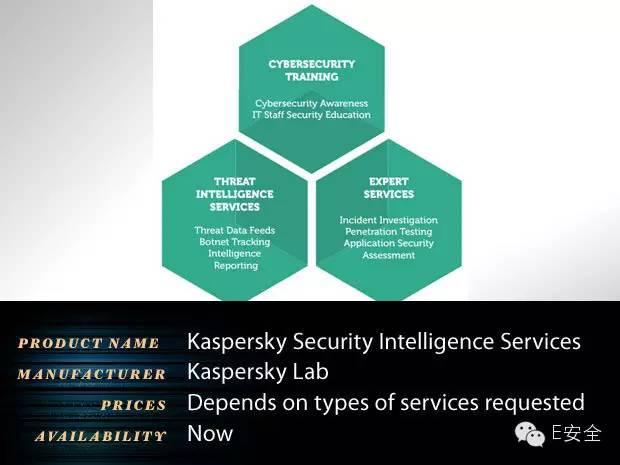 CYBERSECURITY
TRAINING
Cybersecurity Awareness
IT Staff Security Education
THREAT
INTELLIGENCE
SERVICES
Threat Data Feeds
Botnet Tracking
Intelligence
Reporting
EXPERT
SERVICES
Incident Investigation
Penetration Testing
Application Security
Assessment
PRODUCT NAME Kaspersky Security Intelligence Services
MANUFACTURER Kaspersky Lab
PRICES Depends on types of services requested
AVAILABILITY Now
E安全